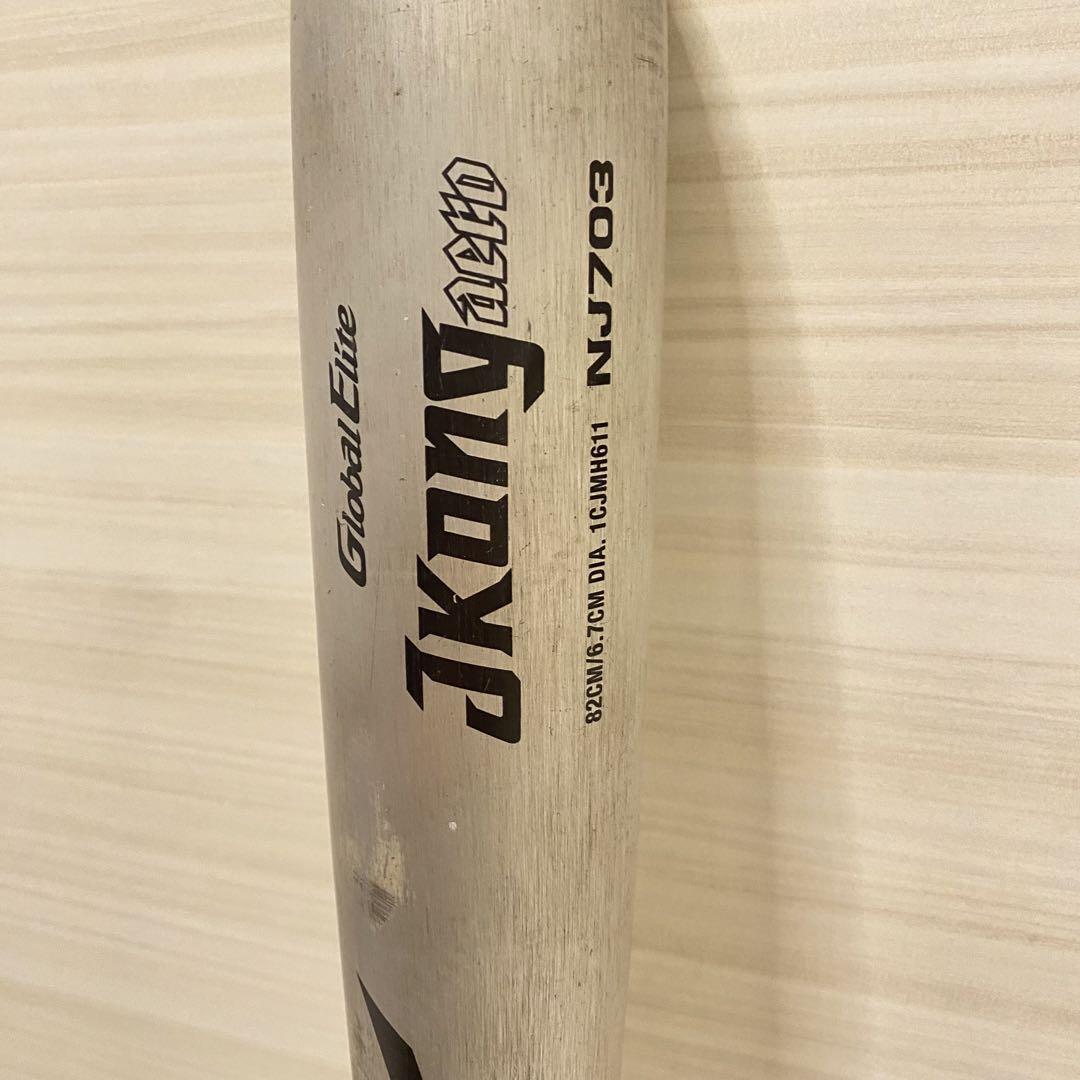 Global Elite
Jkong aero
82CM/6.7CM DIA. 1CJMH611 NJ703